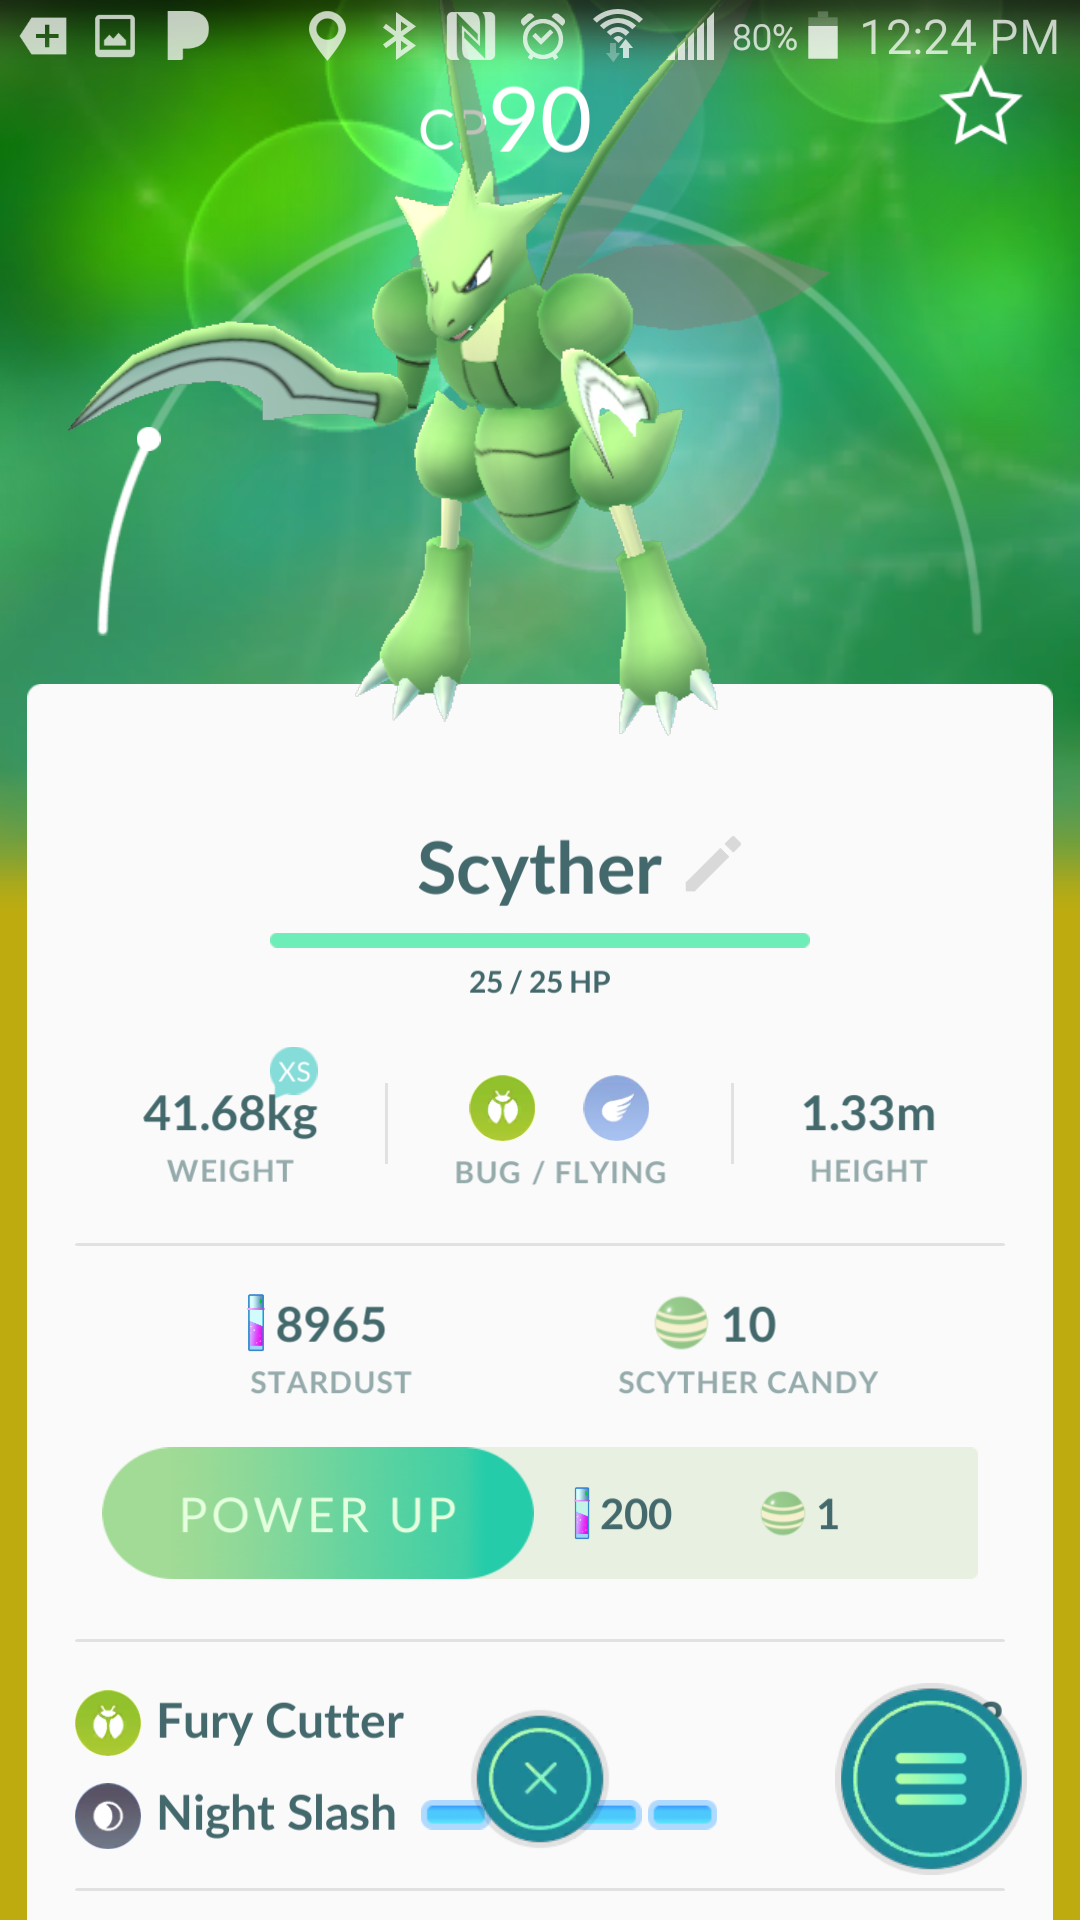 80% 12:24 PM
CP90
Scyther
25 / 25 HP
XS
41.68kg
1.33m
WEIGHT
BUG / FLYING
HEIGHT
8965
10
STARDUST
SCYTHER CANDY
POWER UP
200
1
Fury Cutter
Night Slash